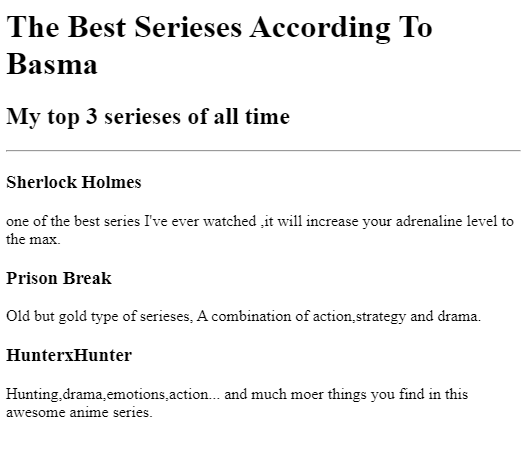 The Best Serieses According To
Basma
My top 3 serieses of all time
Sherlock Holmes
one of the best series I've ever watched ,it will increase your adrenaline level to
the max.
Prison Break
Old but gold type of serieses, A combination of action,strategy and drama.
HunterxHunter
Hunting,drama,emotions,action... and much moer things you find in this
awesome anime series.